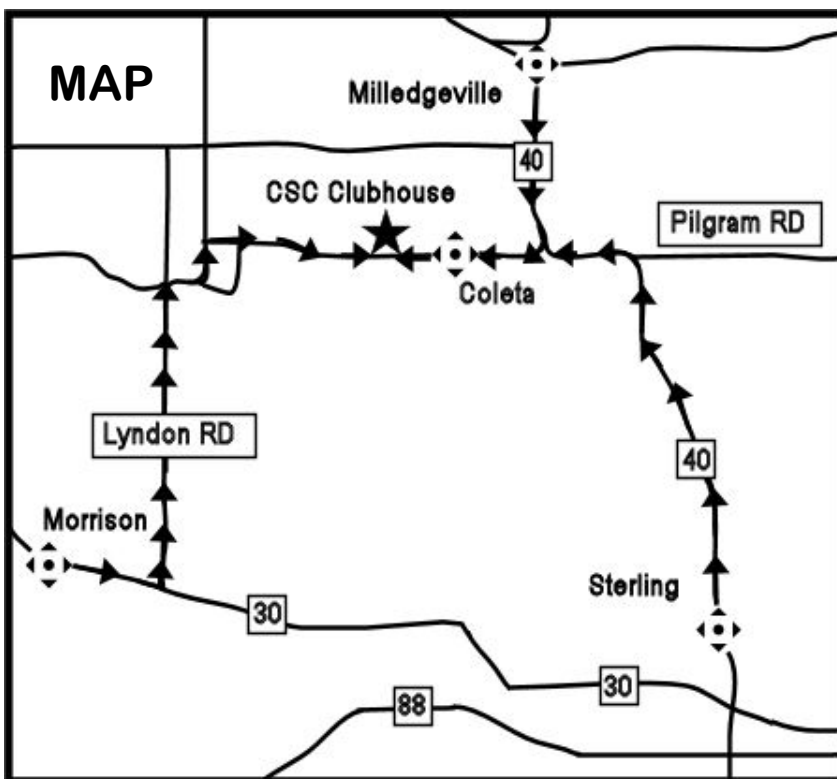 MAP
Milledgeville
40
CSC Clubhouse
Pilgram RD
Coleta
Lyndon RD
40
Morrison
Sterling
30
30
88